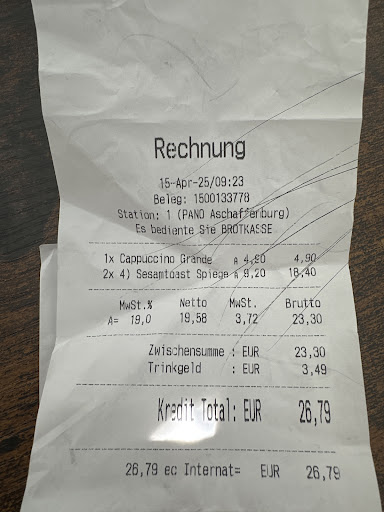 Rechnung
15-Apr-25/09:23
Beleg: 1500133778
Station: 1 (PANO Aschaffenburg)
Es bediente Sie BROTKASSE
1x Cappuccino Grande A 4,90 4,90
2x 4) Sesamtoast Spiege A 9,20 18,40
MwSt.% Netto MwSt. Brutto
A= 19,0 19,58 3,72 23,30
Zwischensumme : EUR 23,30
Trinkgeld : EUR 3,49
Kredit Total: EUR 26,79
26,79 ec Internat= EUR 26,79